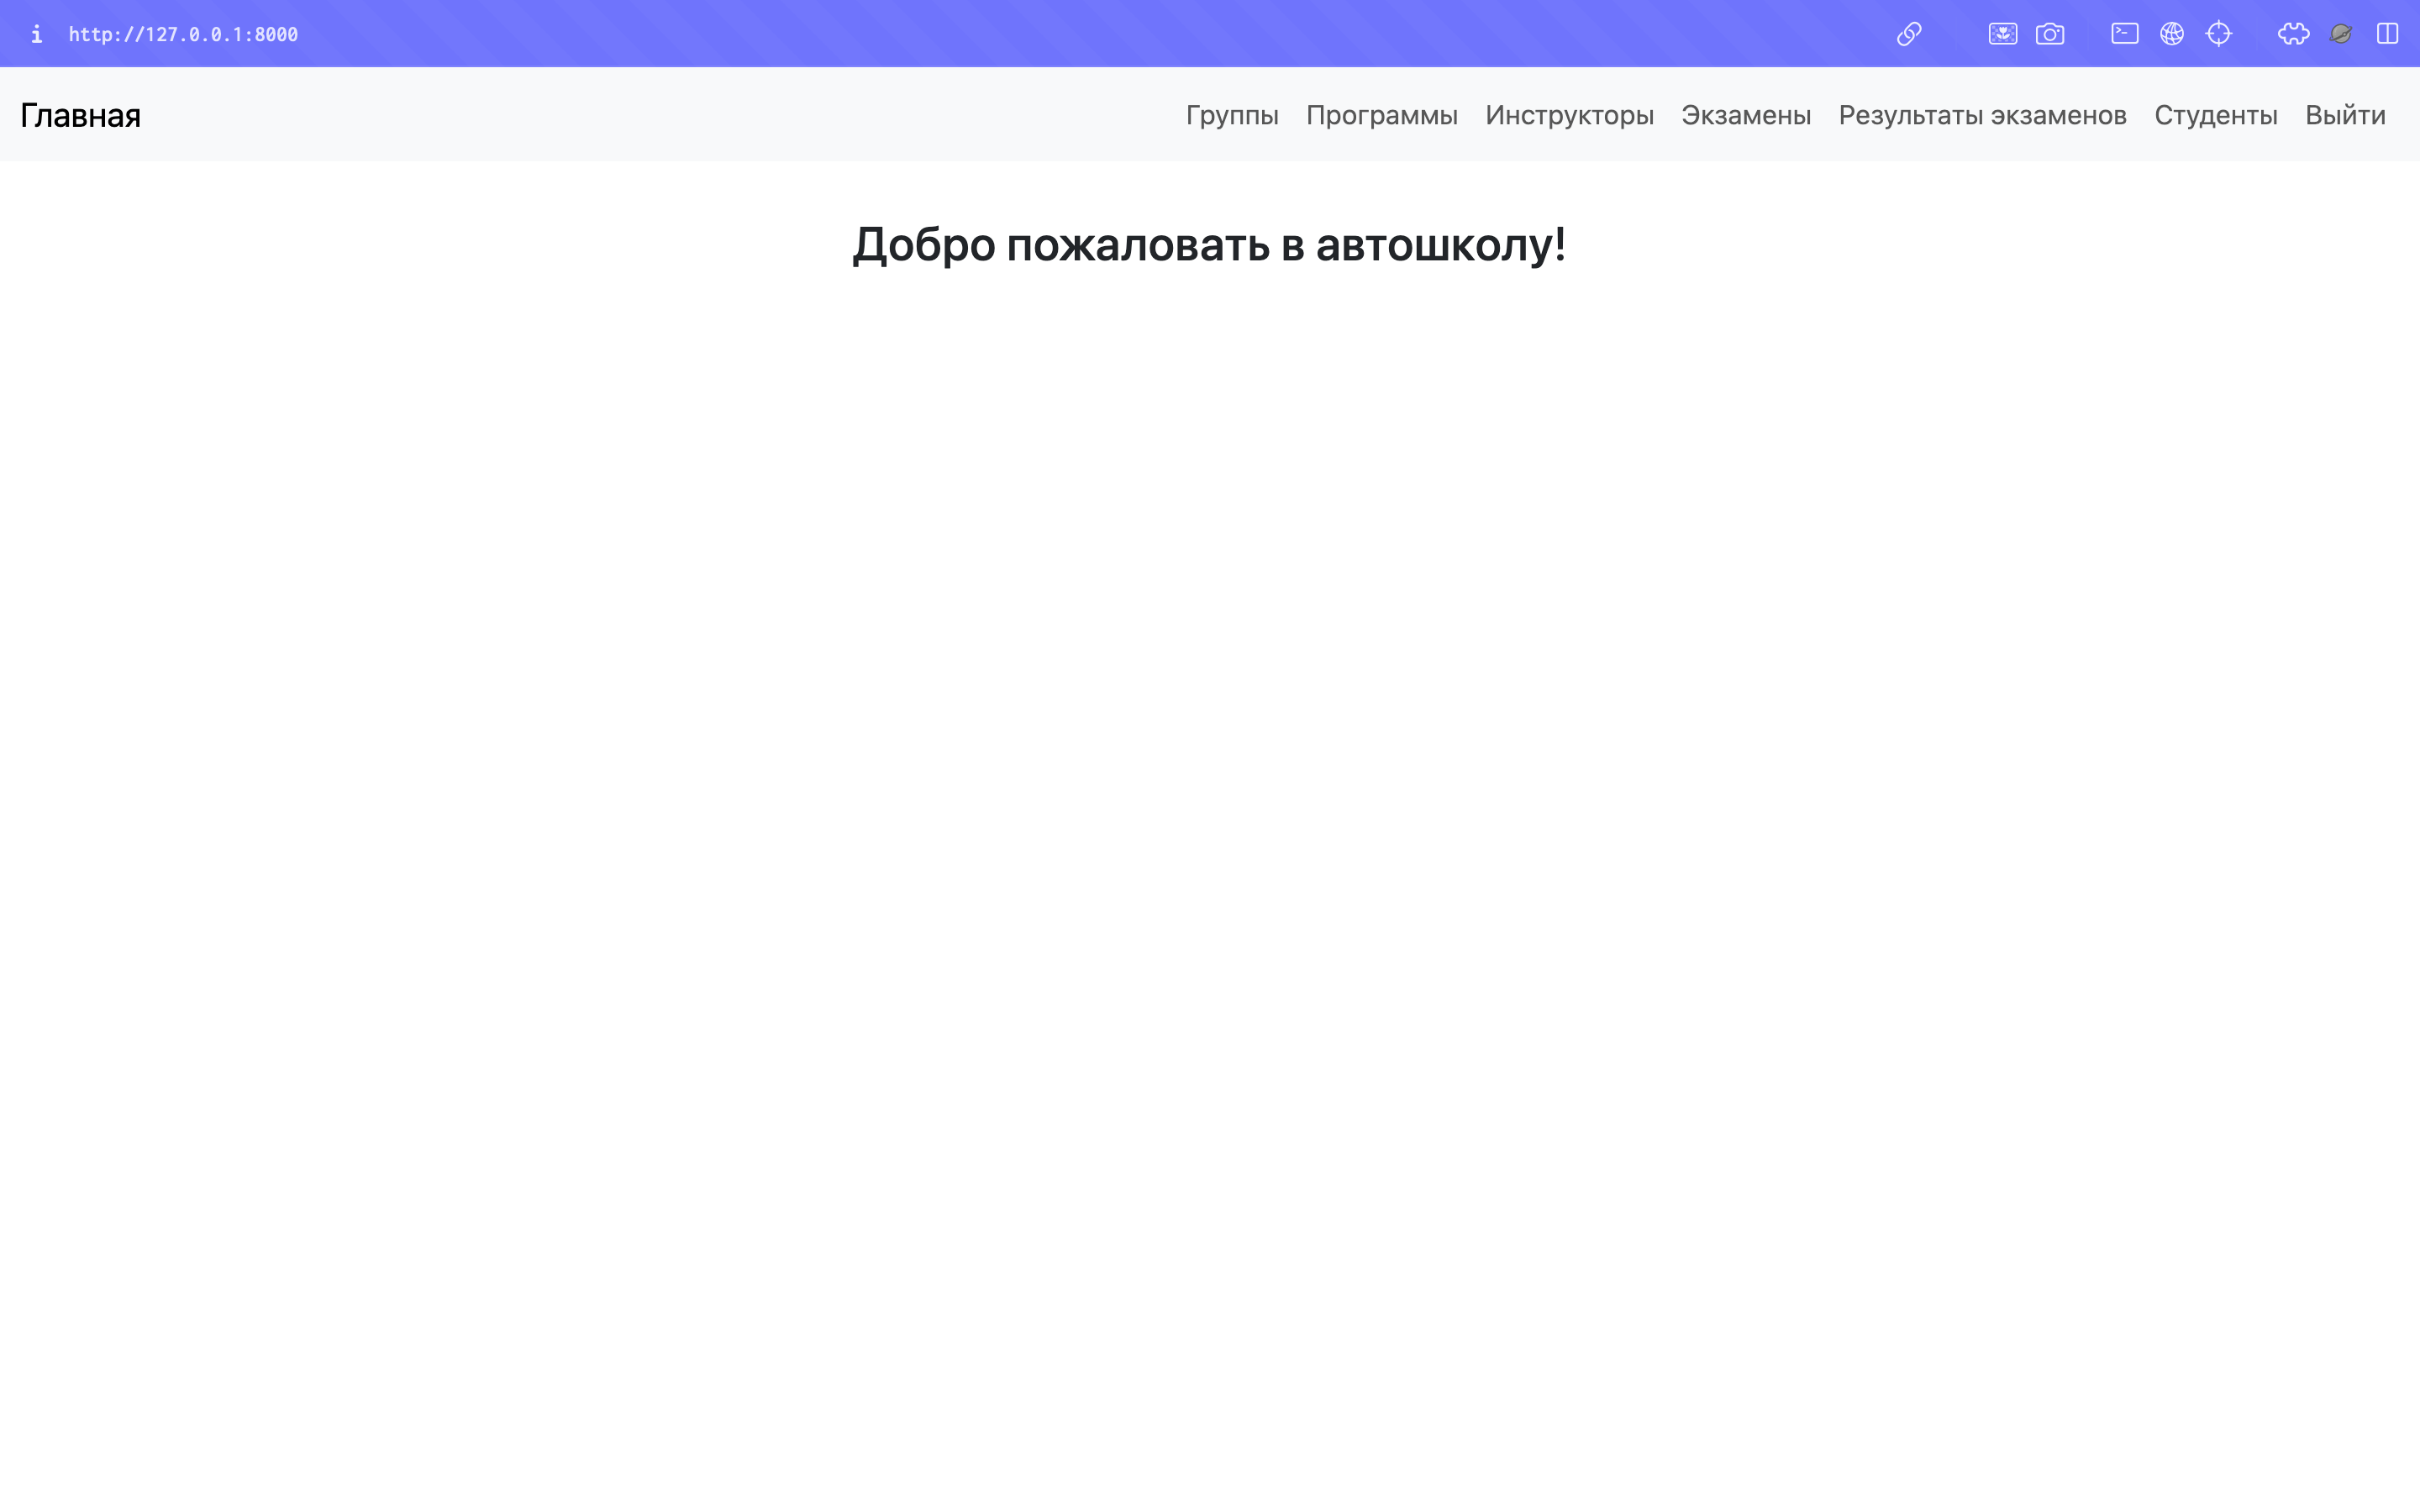 http://127.0.0.1:8000
Главная Группы Программы Инструкторы Экзамены Результаты экзаменов Студенты Выйти
Добро пожаловать в автошколу!